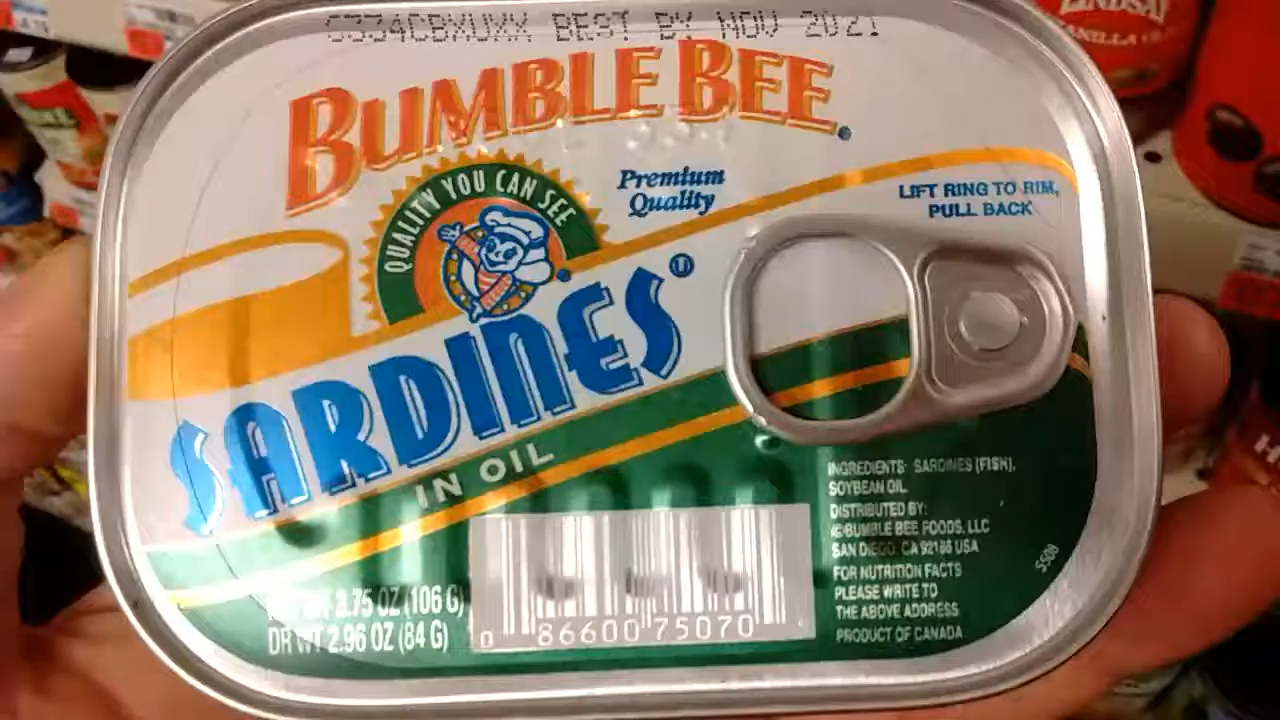 BEST BY NOV 2021
BUMBLE BEE
QUALITY YOU CAN SEE
Premium
Quality
LIFT RING TO RIM,
PULL BACK
SARDINES
IN OIL
INGREDIENTS: SARDINES (FISH),
SOYBEAN OIL
DISTRIBUTED BY:
©BUMBLE BEE FOODS, LLC
SAN DIEGO, CA 92186 USA
FOR NUTRITION FACTS
PLEASE WRITE TO
THE ABOVE ADDRESS
PRODUCT OF CANADA
5508
3.75 OZ (106 G)
DR WT 2.96 OZ (84 G)
0 86600 75070
LINDSAY